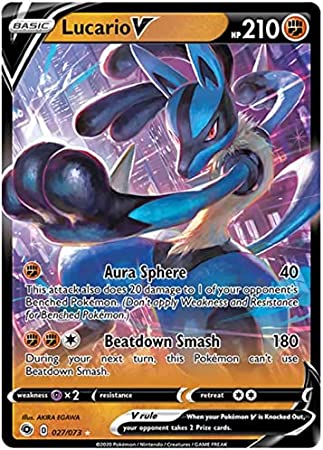 BASIC
Lucario V
HP 210
Aura Sphere 40
This attack also does 20 damage to 1 of your opponent's
Benched Pokémon. (Don't apply Weakness and Resistance
for Benched Pokémon.)
Beatdown Smash 180
During your next turn, this Pokémon can't use
Beatdown Smash.
weakness ×2 resistance retreat
Illus. AKIRA EGAWA
D 027/073
V rule When your Pokémon V is Knocked Out,
your opponent takes 2 Prize cards.
©2020 Pokémon / Nintendo / Creatures / GAME FREAK